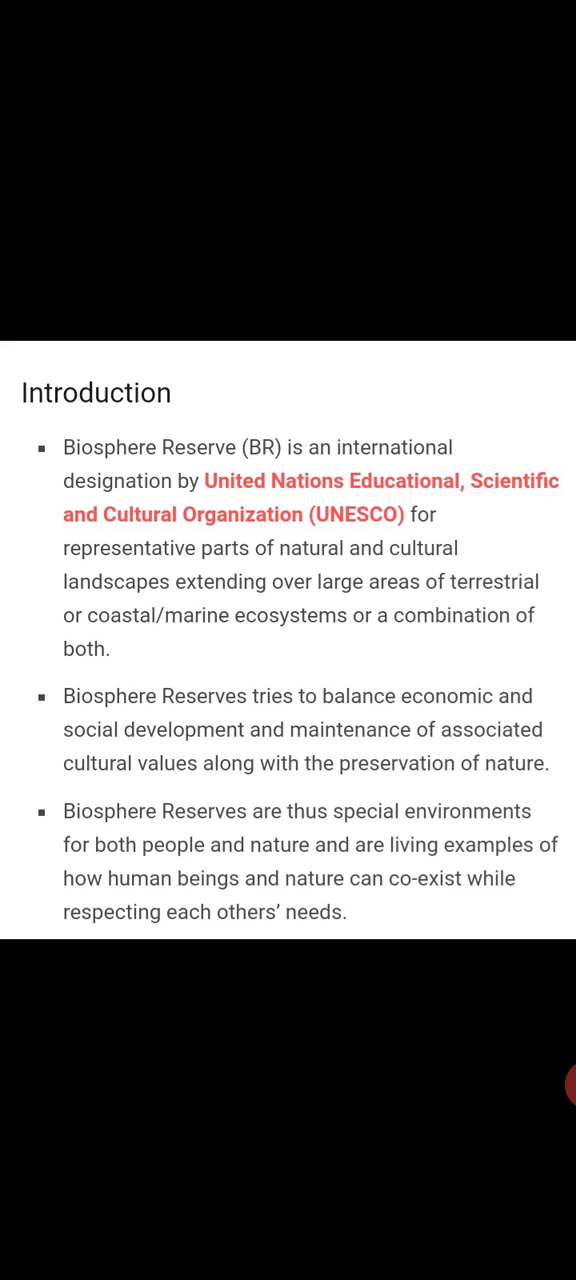 Introduction
▪ Biosphere Reserve (BR) is an international
designation by United Nations Educational, Scientific
and Cultural Organization (UNESCO) for
representative parts of natural and cultural
landscapes extending over large areas of terrestrial
or coastal/marine ecosystems or a combination of
both.
▪ Biosphere Reserves tries to balance economic and
social development and maintenance of associated
cultural values along with the preservation of nature.
▪ Biosphere Reserves are thus special environments
for both people and nature and are living examples of
how human beings and nature can co-exist while
respecting each others’ needs.